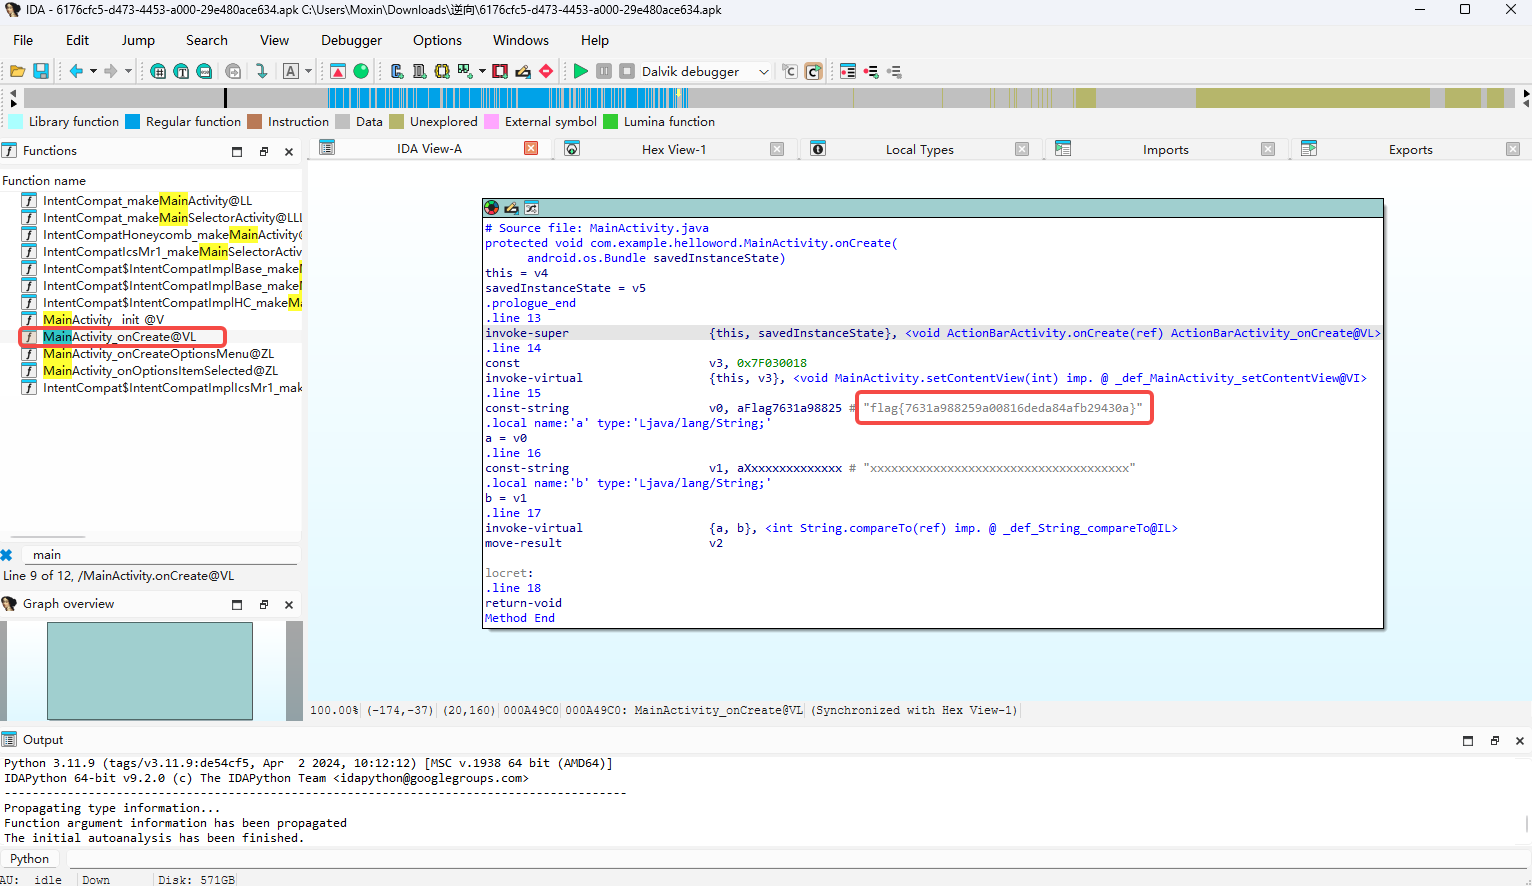 IDA - 6176cfc5-d473-4453-a000-29e480ace634.apk C:\Users\Moxin\Downloads\逆向\6176cfc5-d473-4453-a000-29e480ace634.apk
File Edit Jump Search View Debugger Options Windows Help
Dalvik debugger
Library function Regular function Instruction Data Unexplored External symbol Lumina function
Functions
IDA View-A Hex View-1 Local Types Imports Exports
Function name
IntentCompat_makeMainActivity@LL
IntentCompat_makeMainSelectorActivity@LLL
IntentCompatHoneycomb_makeMainActivity@
IntentCompatIcsMr1_makeMainSelectorActiv
IntentCompat$IntentCompatImplBase_makeM
IntentCompat$IntentCompatImplBase_makeM
IntentCompat$IntentCompatImplHC_makeMa
MainActivity__init_@V
MainActivity_onCreate@VL
MainActivity_onCreateOptionsMenu@ZL
MainActivity_onOptionsItemSelected@ZL
IntentCompat$IntentCompatImplIcsMr1_mak
main
Line 9 of 12, /MainActivity.onCreate@VL
Graph overview
# Source file: MainActivity.java
protected void com.example.helloword.MainActivity.onCreate(
android.os.Bundle savedInstanceState)
this = v4
savedInstanceState = v5
.prologue_end
.line 13
invoke-super {this, savedInstanceState}, <void ActionBarActivity.onCreate(ref) ActionBarActivity_onCreate@VL>
.line 14
const v3, 0x7F030018
invoke-virtual {this, v3}, <void MainActivity.setContentView(int) imp. @ _def_MainActivity_setContentView@VI>
.line 15
const-string v0, aFlag7631a98825 # "flag{7631a988259a00816deda84afb29430a}"
.local name:'a' type:'Ljava/lang/String;'
a = v0
.line 16
const-string v1, aXxxxxxxxxxxxxx # "xxxxxxxxxxxxxxxxxxxxxxxxxxxxxxxxxxxxx"
.local name:'b' type:'Ljava/lang/String;'
b = v1
.line 17
invoke-virtual {a, b}, <int String.compareTo(ref) imp. @ _def_String_compareTo@IL>
move-result v2
locret:
.line 18
return-void
Method End
100.00% (-174,-37) (20,160) 000A49C0 000A49C0: MainActivity_onCreate@VL (Synchronized with Hex View-1)
Output
Python 3.11.9 (tags/v3.11.9:de54cf5, Apr  2 2024, 10:12:12) [MSC v.1938 64 bit (AMD64)]
IDAPython 64-bit v9.2.0 (c) The IDAPython Team <idapython@googlegroups.com>
-----------------------------------------------------------------------------------------
Propagating type information...
Function argument information has been propagated
The initial autoanalysis has been finished.
Python
AU: idle Down Disk: 571GB